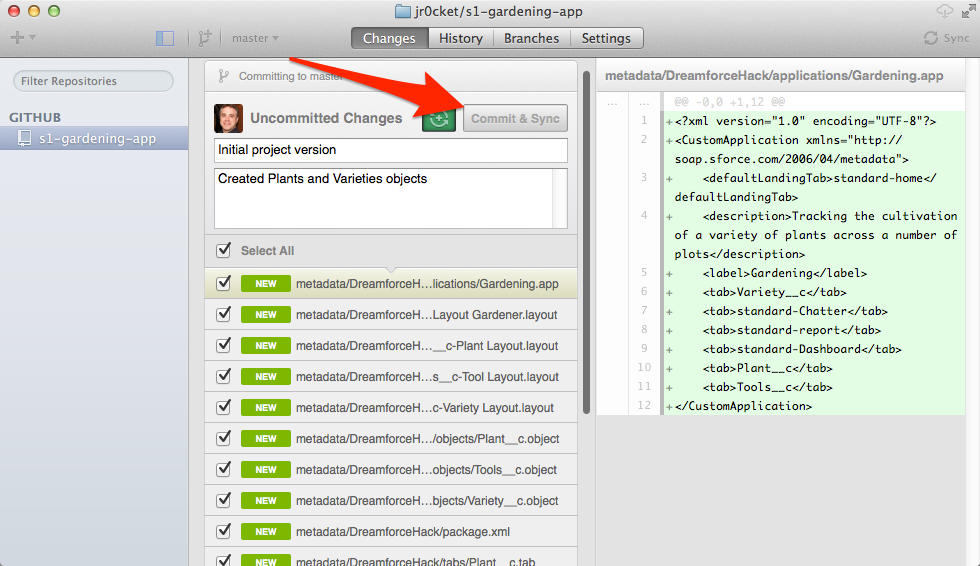 jr0cket/s1-gardening-app
master
Changes
History
Branches
Settings
Sync
Filter Repositories
GITHUB
s1-gardening-app
Committing to master
Uncommitted Changes
Commit & Sync
Initial project version
Created Plants and Varieties objects
Select All
NEW metadata/DreamforceH...lications/Gardening.app
NEW metadata/DreamforceH...Layout Gardener.layout
NEW metadata/DreamforceH...__c-Plant Layout.layout
NEW metadata/DreamforceH...s__c-Tool Layout.layout
NEW metadata/DreamforceH...c-Variety Layout.layout
NEW metadata/DreamforceH.../objects/Plant__c.object
NEW metadata/DreamforceH...objects/Tools__c.object
NEW metadata/DreamforceH...bjects/Variety__c.object
NEW metadata/DreamforceHack/package.xml
NEW metadata/DreamforceHack/tabs/Plant__c.tab
metadata/DreamforceHack/applications/Gardening.app
... ... @@ -0,0 +1,12 @@
1 +<?xml version="1.0" encoding="UTF-8"?>
2 +<CustomApplication xmlns="http://
soap.sforce.com/2006/04/metadata">
3 + <defaultLandingTab>standard-home</
defaultLandingTab>
4 + <description>Tracking the cultivation
of a variety of plants across a number of
plots</description>
5 + <label>Gardening</label>
6 + <tab>Variety__c</tab>
7 + <tab>standard-Chatter</tab>
8 + <tab>standard-report</tab>
9 + <tab>standard-Dashboard</tab>
10 + <tab>Plant__c</tab>
11 + <tab>Tools__c</tab>
12 +</CustomApplication>